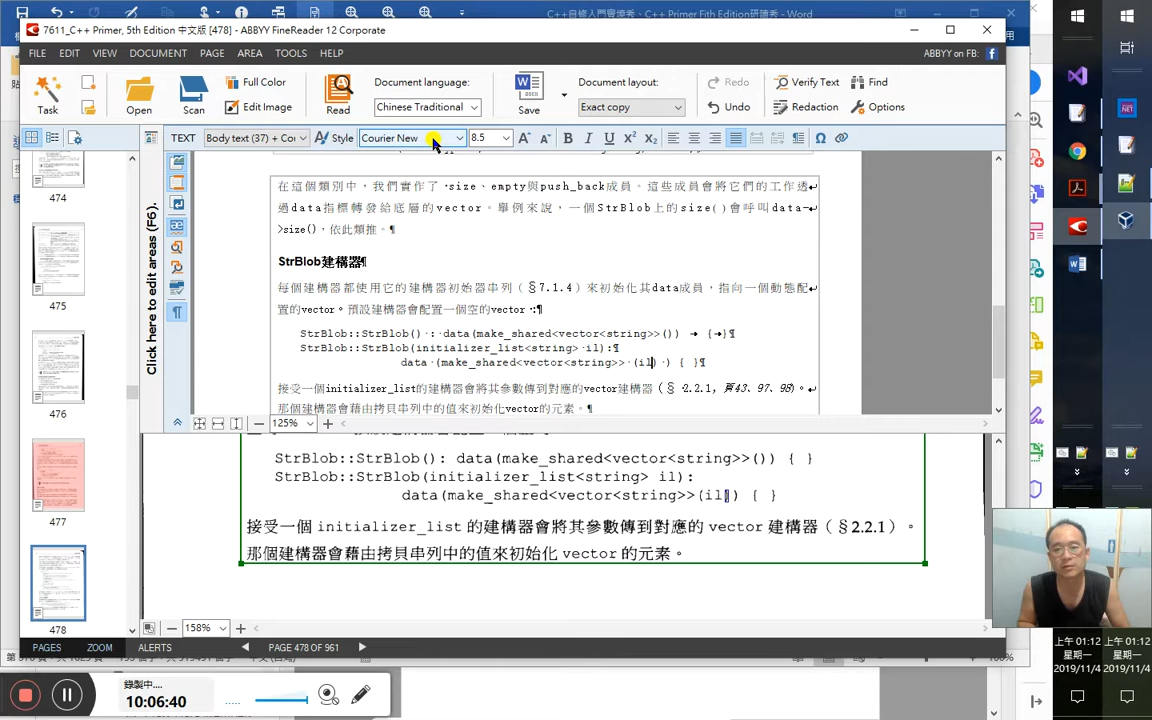 C++自修入門實境秀、C++ Primer Fith Edition研讀秀 - Word
7611_C++ Primer, 5th Edition 中文版 [478] - ABBYY FineReader 12 Corporate
FILE EDIT VIEW DOCUMENT PAGE AREA TOOLS HELP
ABBYY on FB:
Task Open Scan Full Color Edit Image Read
Document language:
Chinese Traditional
Save
Document layout:
Exact copy
Redo Undo
Verify Text Find
Redaction Options
TEXT Body text (37) + Cou Style Courier New 8.5
474
475
476
477
478
Click here to edit areas (F6).
在這個類別中，我們實作了·size、empty與push_back成員。這些成員會將它們的工作透↵
過data指標轉發給底層的vector。舉例來說，一個StrBlob上的size()會呼叫data-
>size()，依此類推。¶
StrBlob建構器¶
每個建構器都使用它的建構器初始器串列（§7.1.4）來初始化其data成員，指向一個動態配↵
置的vector。預設建構器會配置一個空的vector :¶
StrBlob::StrBlob() ·:·data(make_shared<vector<string>>()) → {→}¶
StrBlob::StrBlob(initializer_list<string> ·il):¶
data ·(make_shared<vector<string>> ·(il) ·) { }¶
接受一個initializer_list的建構器會將其參數傳到對應的vector建構器（§ ·2.2.1，頁43、97、98）。↵
那個建構器會藉由拷貝串列中的值來初始化vector的元素。¶
125%
StrBlob::StrBlob(): data(make_shared<vector<string>>()) { }
StrBlob::StrBlob(initializer_list<string> il):
data(make_shared<vector<string>>(il)) { }
接受一個 initializer_list 的建構器會將其參數傳到對應的 vector 建構器（§2.2.1）。
那個建構器會藉由拷貝串列中的值來初始化 vector 的元素。
158%
PAGES ZOOM ALERTS PAGE 478 OF 961
錄製中...
10:06:40
上午 01:12
星期一
2019/11/4
上午 01:12
星期一
2019/11/4